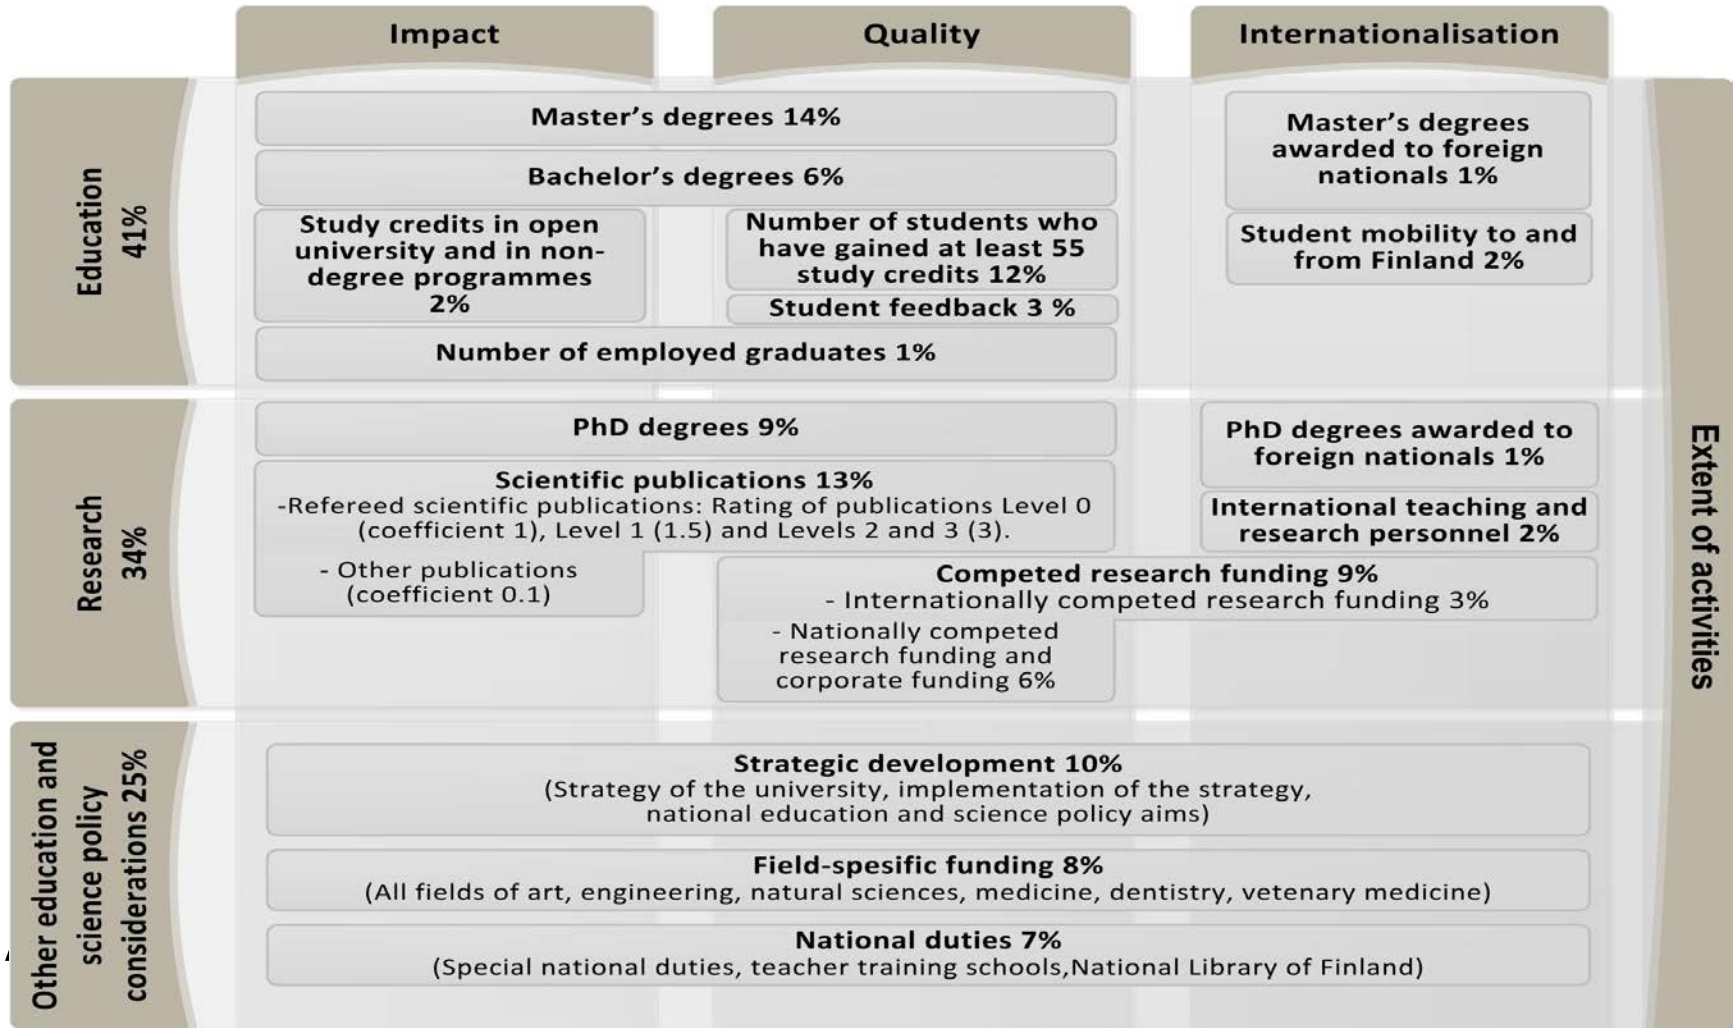 Impact
Quality
Internationalisation
Education
41%
Master's degrees 14%
Bachelor's degrees 6%
Study credits in open
university and in non-
degree programmes
2%
Number of students who
have gained at least 55
study credits 12%
Student feedback 3 %
Number of employed graduates 1%
Master's degrees
awarded to foreign
nationals 1%
Student mobility to and
from Finland 2%
Research
34%
PhD degrees 9%
Scientific publications 13%
-Refereed scientific publications: Rating of publications Level 0
(coefficient 1), Level 1 (1.5) and Levels 2 and 3 (3).
- Other publications
(coefficient 0.1)
PhD degrees awarded to
foreign nationals 1%
International teaching and
research personnel 2%
Competed research funding 9%
- Internationally competed research funding 3%
- Nationally competed
research funding and
corporate funding 6%
Other education and
science policy
considerations 25%
Strategic development 10%
(Strategy of the university, implementation of the strategy,
national education and science policy aims)
Field-spesific funding 8%
(All fields of art, engineering, natural sciences, medicine, dentistry, vetenary medicine)
National duties 7%
(Special national duties, teacher training schools,National Library of Finland)
Extent of activities